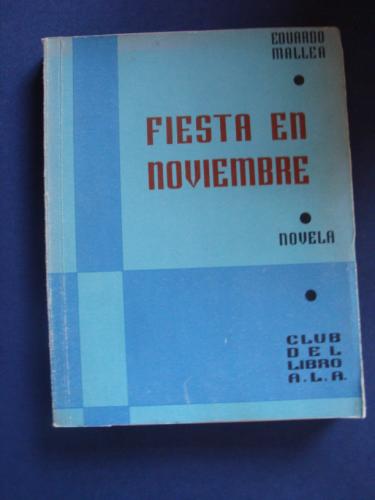 EDUARDO
MALLEA
FIESTA EN
NOVIEMBRE
NOVELA
CLUB
DEL
LIBRO
A.L.A.